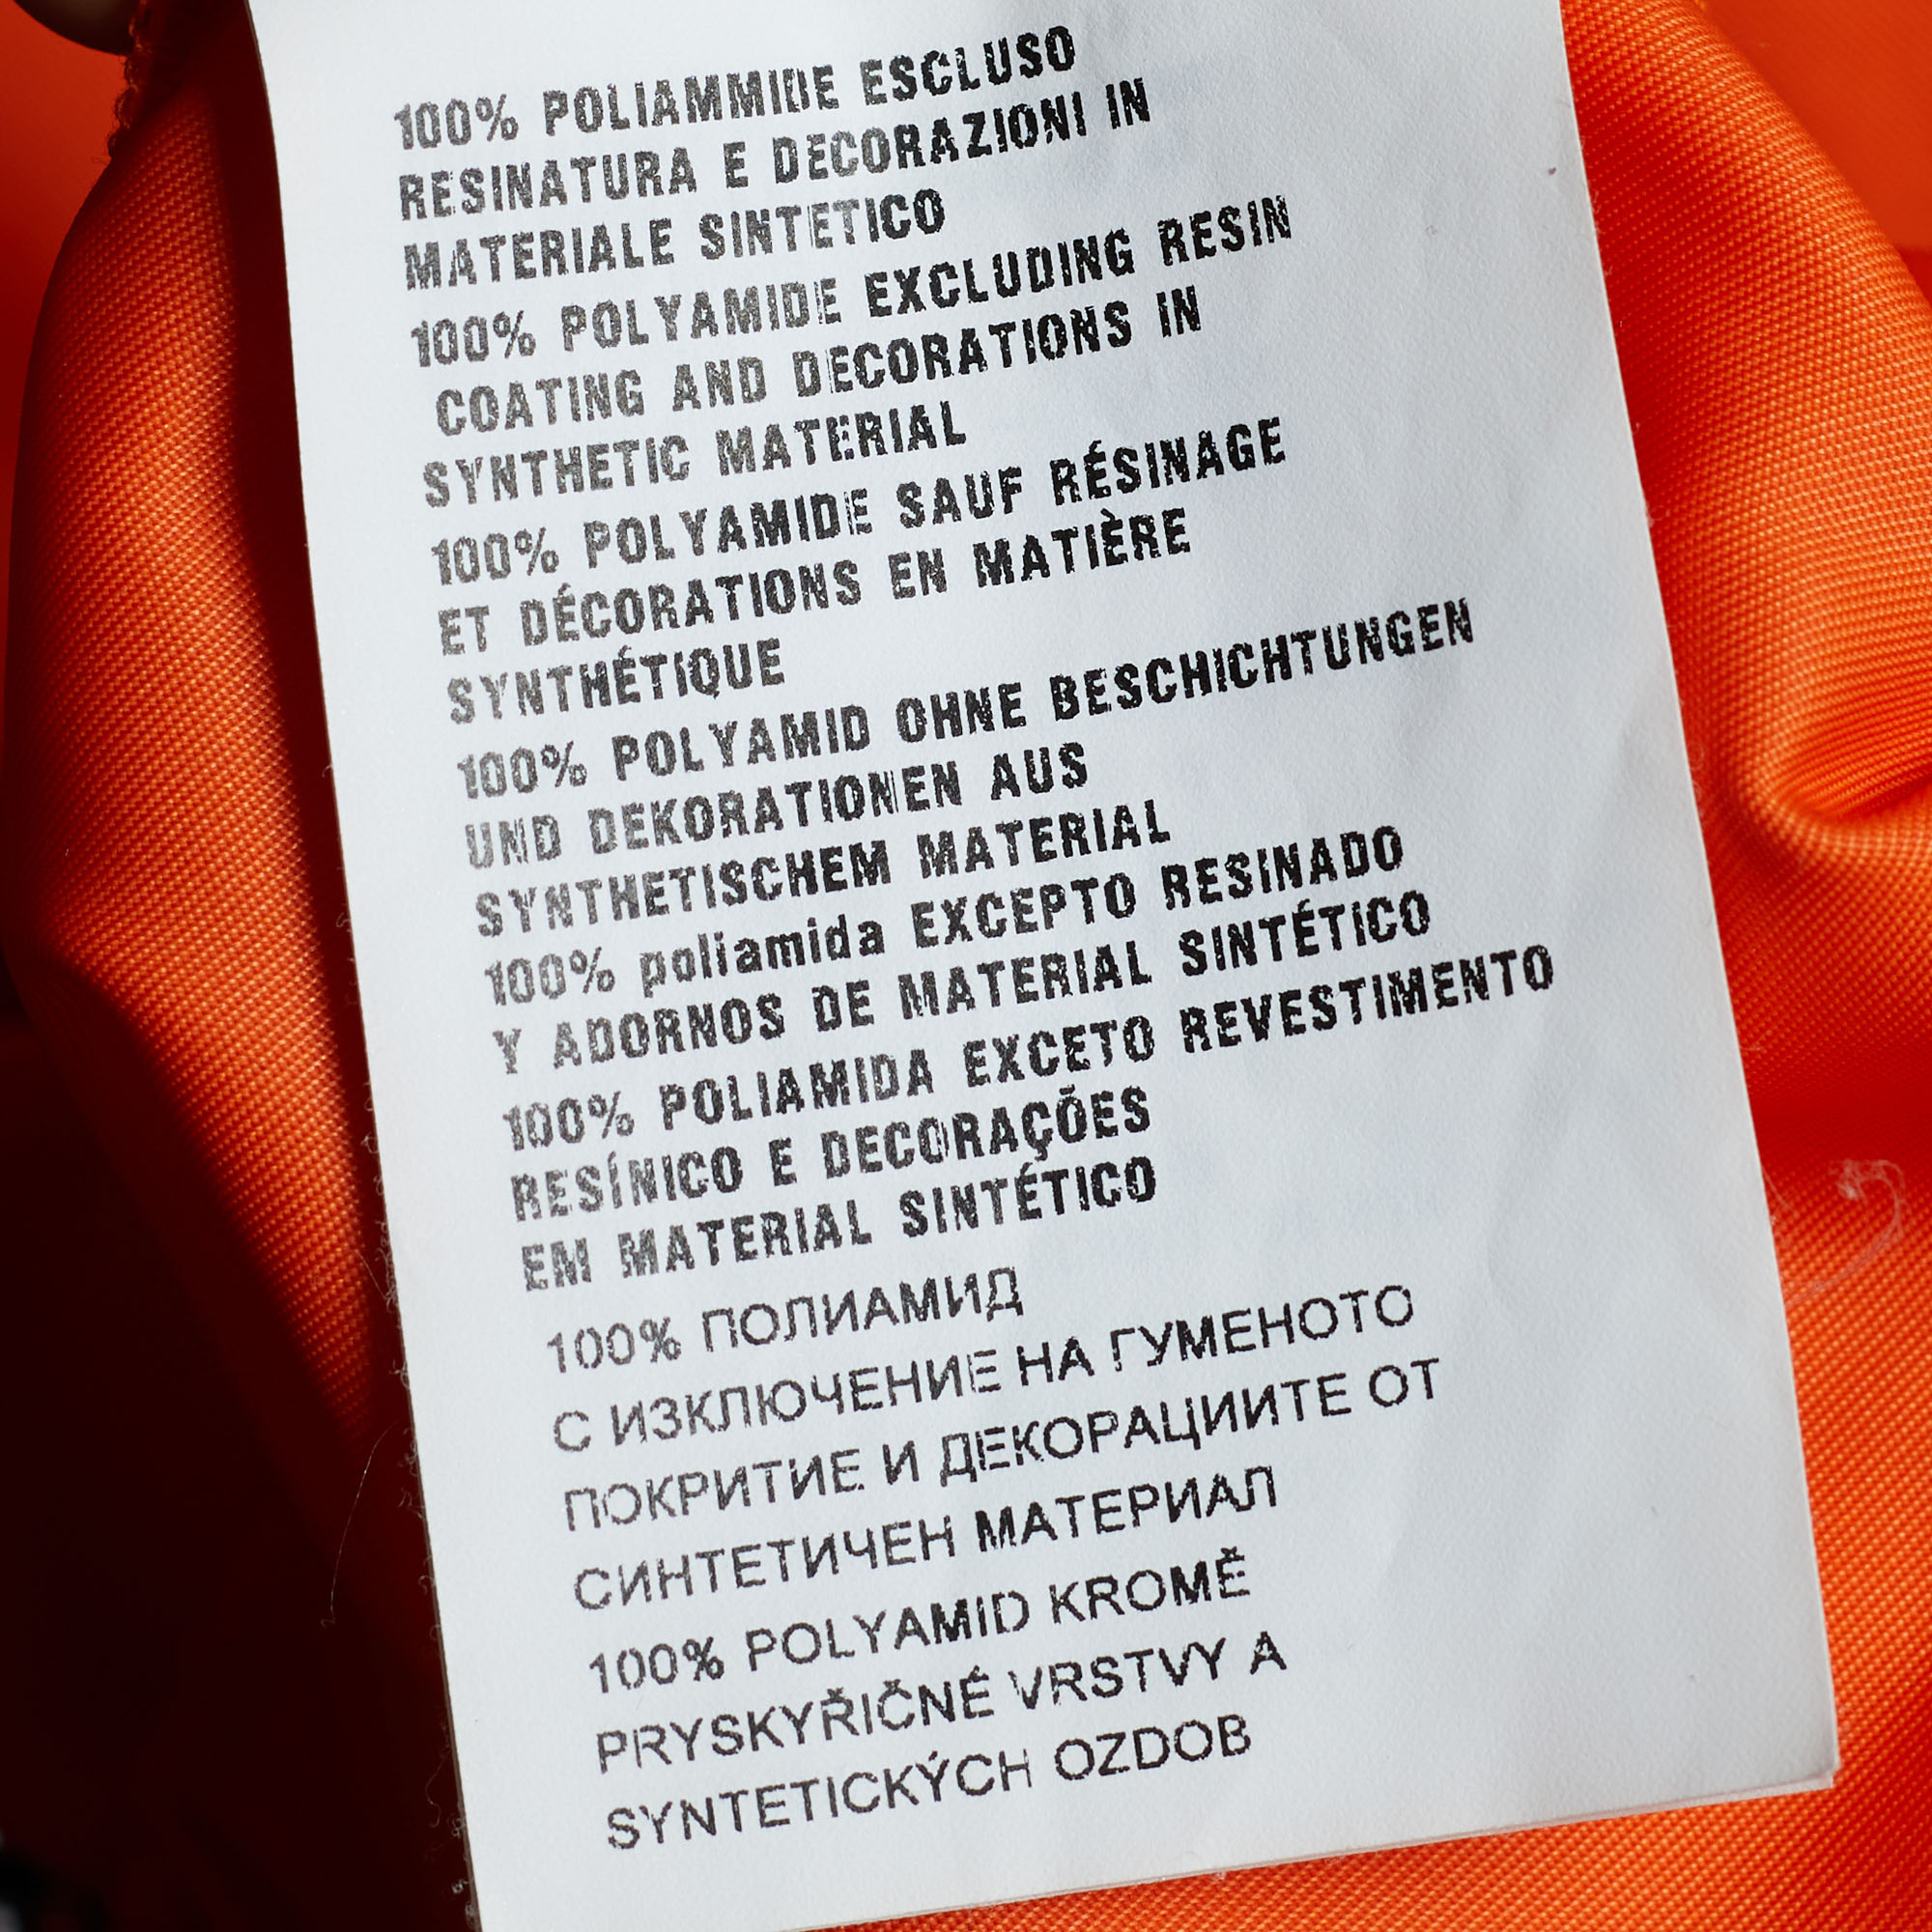 100% POLIAMMIDE ESCLUSO
RESINATURA E DECORAZIONI IN
MATERIALE SINTETICO
100% POLYAMIDE EXCLUDING RESIN
COATING AND DECORATIONS IN
SYNTHETIC MATERIAL
100% POLYAMIDE SAUF RÉSINAGE
ET DÉCORATIONS EN MATIÈRE
SYNTHÉTIQUE
100% POLYAMID OHNE BESCHICHTUNGEN
UND DEKORATIONEN AUS
SYNTHETISCHEM MATERIAL
100% poliamida EXCEPTO RESINADO
Y ADORNOS DE MATERIAL SINTÉTICO
100% POLIAMIDA EXCETO REVESTIMENTO
RESÍNICO E DECORAÇÕES
EM MATERIAL SINTÉTICO
100% ПОЛИАМИД
С ИЗКЛЮЧЕНИЕ НА ГУМЕНОТО
ПОКРИТИЕ И ДЕКОРАЦИИТЕ ОТ
СИНТЕТИЧЕН МАТЕРИАЛ
100% POLYAMID KROMĚ
PRYSKYŘIČNÉ VRSTVY A
SYNTETICKÝCH OZDOB